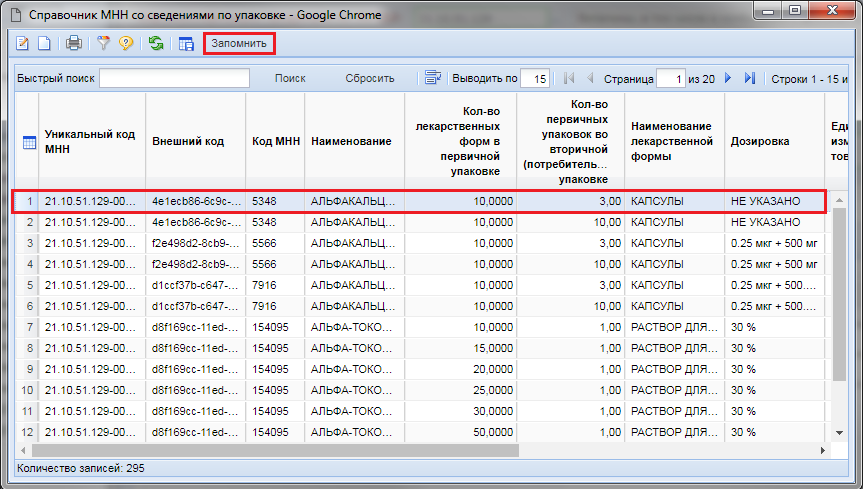 Справочник МНН со сведениями по упаковке - Google Chrome
Запомнить
Быстрый поиск Поиск Сбросить Выводить по 15 Страница 1 из 20 Строки 1 - 15 и
Уникальный код МНН Внешний код Код МНН Наименование Кол-во лекарственных форм в первичной упаковке Кол-во первичных упаковок во вторичной (потребитель... упаковке Наименование лекарственной формы Дозировка Еди изм тов
1 21.10.51.129-00... 4e1ecb86-6c9c-... 5348 АЛЬФАКАЛЬЦ... 10,0000 3,00 КАПСУЛЫ НЕ УКАЗАНО
2 21.10.51.129-00... 4e1ecb86-6c9c-... 5348 АЛЬФАКАЛЬЦ... 10,0000 10,00 КАПСУЛЫ НЕ УКАЗАНО
3 21.10.51.129-00... f2e498d2-8cb9-... 5566 АЛЬФАКАЛЬЦ... 10,0000 3,00 КАПСУЛЫ 0.25 мкг + 500 мг
4 21.10.51.129-00... f2e498d2-8cb9-... 5566 АЛЬФАКАЛЬЦ... 10,0000 10,00 КАПСУЛЫ 0.25 мкг + 500 мг
5 21.10.51.129-00... d1ccf37b-c647-... 7916 АЛЬФАКАЛЬЦ... 10,0000 3,00 КАПСУЛЫ 0.25 мкг + 500....
6 21.10.51.129-00... d1ccf37b-c647-... 7916 АЛЬФАКАЛЬЦ... 10,0000 10,00 КАПСУЛЫ 0.25 мкг + 500....
7 21.10.51.129-00... d8f169cc-11ed-... 154095 АЛЬФА-ТОКО... 10,0000 1,00 РАСТВОР ДЛЯ... 30 %
8 21.10.51.129-00... d8f169cc-11ed-... 154095 АЛЬФА-ТОКО... 15,0000 1,00 РАСТВОР ДЛЯ... 30 %
9 21.10.51.129-00... d8f169cc-11ed-... 154095 АЛЬФА-ТОКО... 20,0000 1,00 РАСТВОР ДЛЯ... 30 %
10 21.10.51.129-00... d8f169cc-11ed-... 154095 АЛЬФА-ТОКО... 25,0000 1,00 РАСТВОР ДЛЯ... 30 %
11 21.10.51.129-00... d8f169cc-11ed-... 154095 АЛЬФА-ТОКО... 30,0000 1,00 РАСТВОР ДЛЯ... 30 %
12 21.10.51.129-00... d8f169cc-11ed-... 154095 АЛЬФА-ТОКО... 50,0000 1,00 РАСТВОР ДЛЯ... 30 %
Количество записей: 295